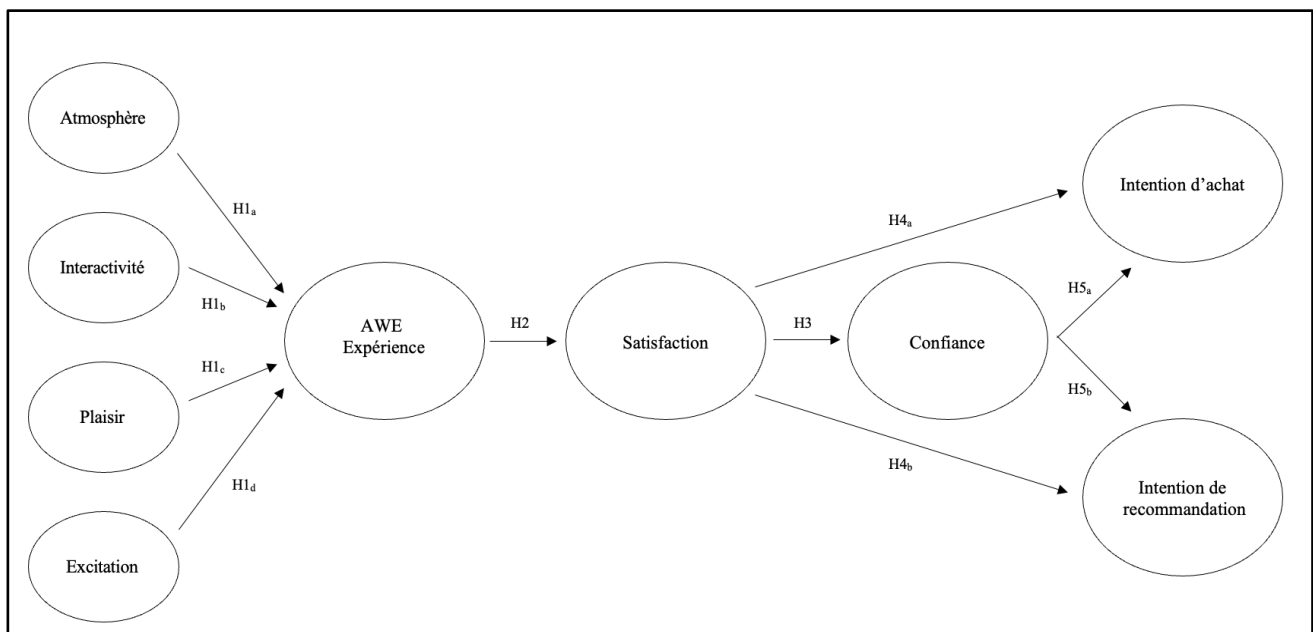 Atmosphère
Interactivité
Plaisir
Excitation
H1a
H1b
H1c
H1d
AWE
Expérience
H2
Satisfaction
H3
Confiance
H4a
H4b
H5a
H5b
Intention d’achat
Intention de
recommandation